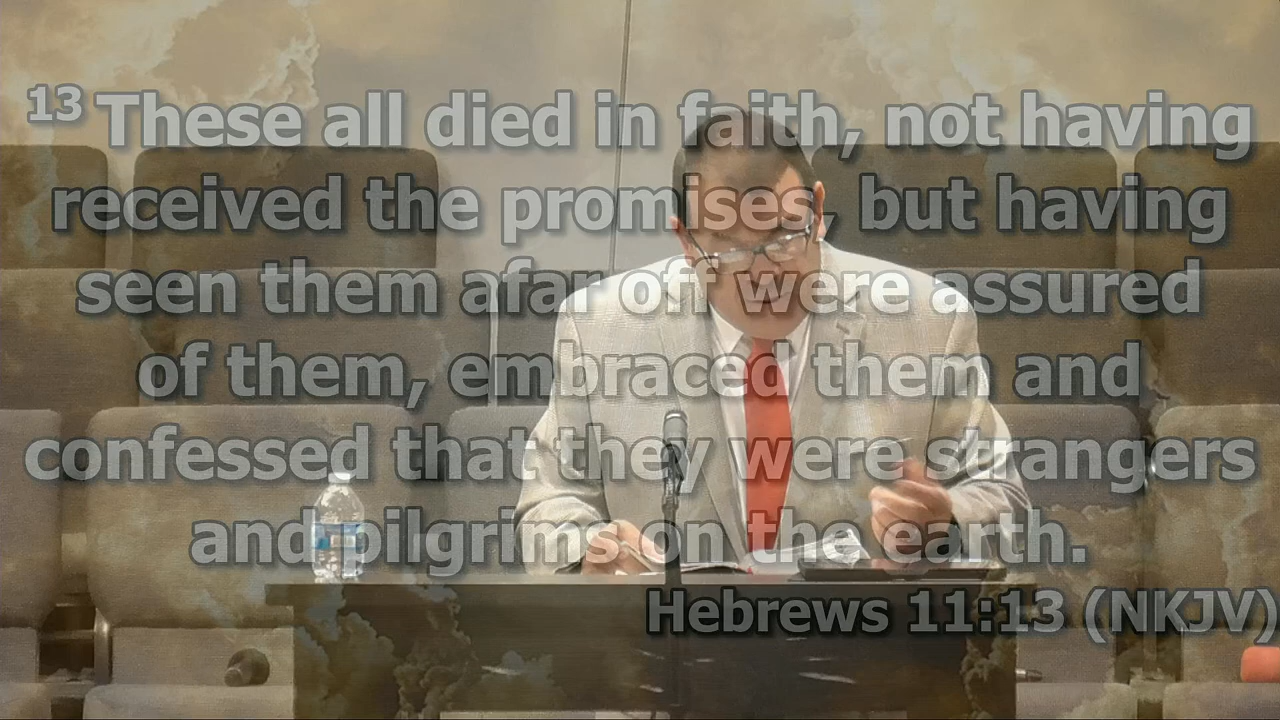 13 These all died in faith, not having
received the promises, but having
seen them afar off were assured
of them, embraced them and
confessed that they were strangers
and pilgrims on the earth.
Hebrews 11:13 (NKJV)